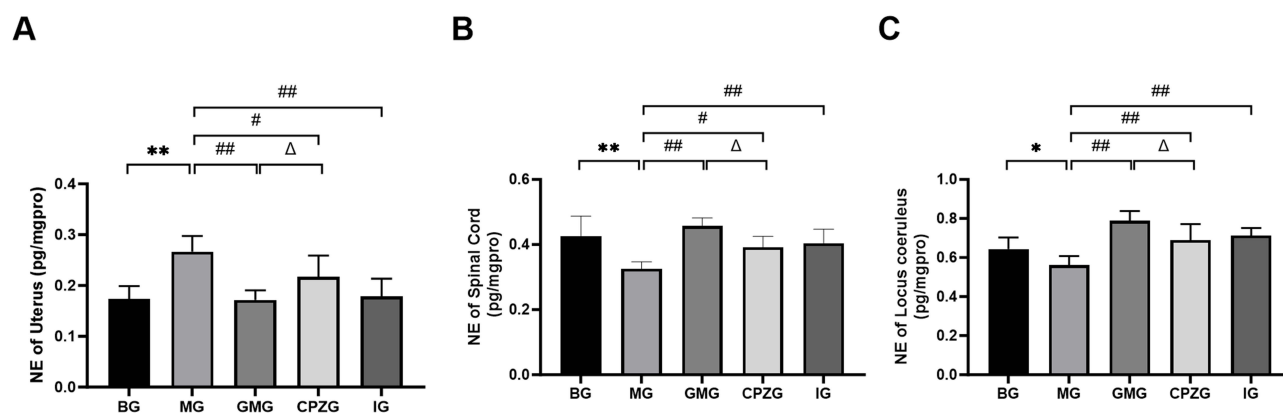 A
##
#
** ## Δ
NE of Uterus (pg/mgpro)
0.4
0.3
0.2
0.1
0.0
BG MG GMG CPZG IG
B
##
#
** ## Δ
NE of Spinal Cord
(pg/mgpro)
0.6
0.4
0.2
0.0
BG MG GMG CPZG IG
C
##
##
* ## Δ
NE of Locus coeruleus
(pg/mgpro)
1.0
0.8
0.6
0.4
0.2
0.0
BG MG GMG CPZG IG